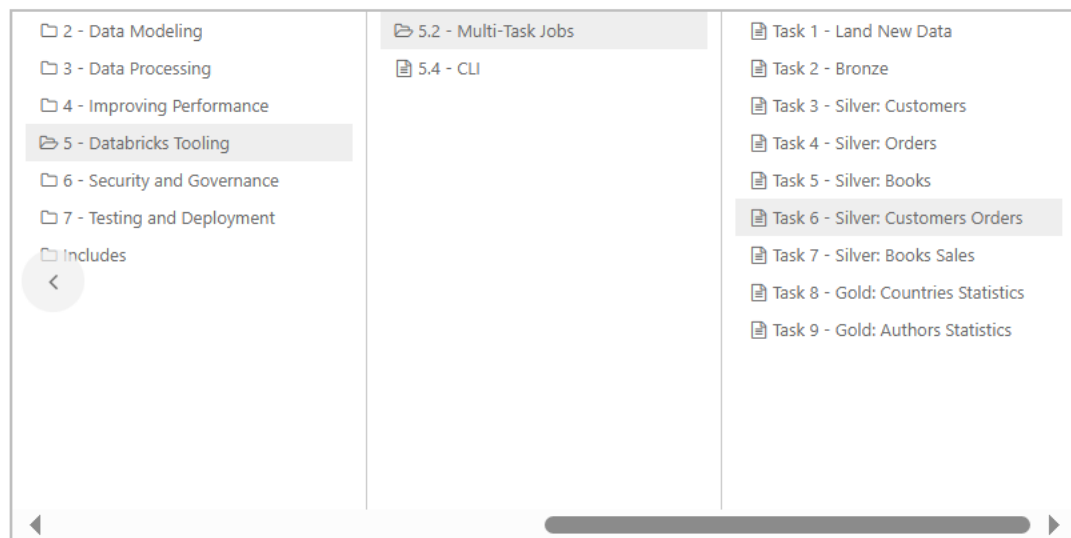 2 - Data Modeling
3 - Data Processing
4 - Improving Performance
5 - Databricks Tooling
6 - Security and Governance
7 - Testing and Deployment
Includes
5.2 - Multi-Task Jobs
5.4 - CLI
Task 1 - Land New Data
Task 2 - Bronze
Task 3 - Silver: Customers
Task 4 - Silver: Orders
Task 5 - Silver: Books
Task 6 - Silver: Customers Orders
Task 7 - Silver: Books Sales
Task 8 - Gold: Countries Statistics
Task 9 - Gold: Authors Statistics